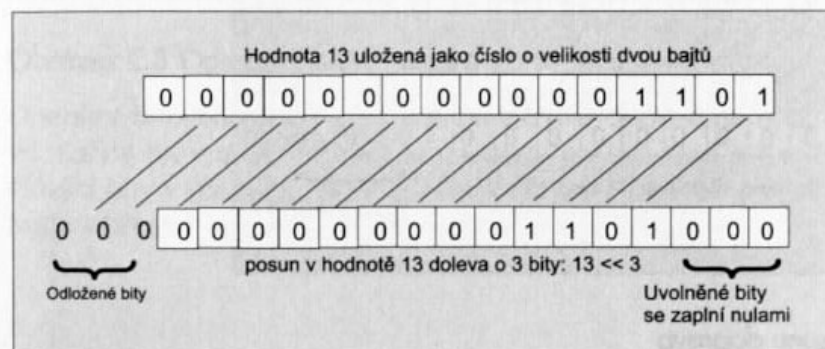 Hodnota 13 uložená jako číslo o velikosti dvou bajtů
0 0 0 0 0 0 0 0 0 0 0 0 1 1 0 1
0 0 0 0 0 0 0 0 0 0 0 0 1 1 0 1 0 0 0
posun v hodnotě 13 doleva o 3 bity: 13 << 3
Odložené bity
Uvolněné bity
se zaplní nulami